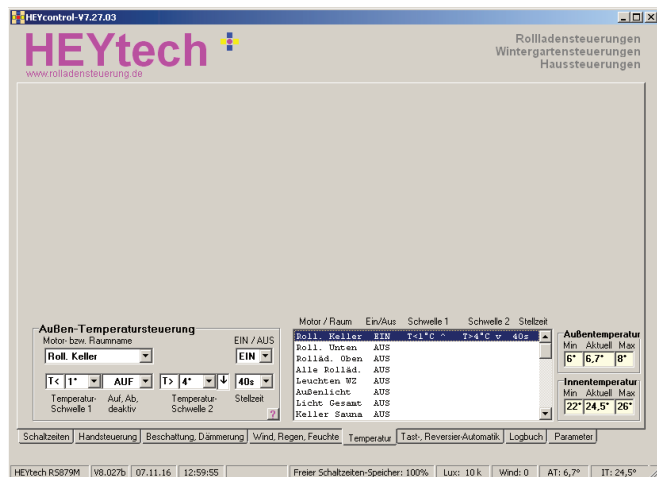 HEYcontrol-V7.27.03
HEYtech
www.rolladensteuerung.de
Rollladensteuerungen
Wintergartensteuerungen
Haussteuerungen
Außen-Temperatursteuerung
Motor- bzw. Raumname EIN / AUS
Roll. Keller EIN
T< 1° AUF T> 4° 40s
Temperatur- Schwelle 1 Auf, Ab, deaktiv Temperatur- Schwelle 2 Stellzeit
?
Motor / Raum Ein/Aus Schwelle 1 Schwelle 2 Stellzeit
Roll. Keller EIN T<1°C ^ T>4°C v 40s
Roll. Unten AUS
Rolläd. Oben AUS
Alle Rolläd. AUS
Leuchten WZ AUS
Außenlicht AUS
Licht Gesamt AUS
Keller Sauna AUS
Außentemperatur
Min Aktuell Max
6° 6,7° 8°
Innentemperatur
Min Aktuell Max
22° 24,5° 26°
Schaltzeiten Handsteuerung Beschattung, Dämmerung Wind, Regen, Feuchte Temperatur Tast-, Reversier-Automatik Logbuch Parameter
HEYtech RS879M V8.027b 07.11.16 12:59:55 Freier Schaltzeiten-Speicher: 100% Lux: 10 k Wind: 0 AT: 6,7° IT: 24,5°